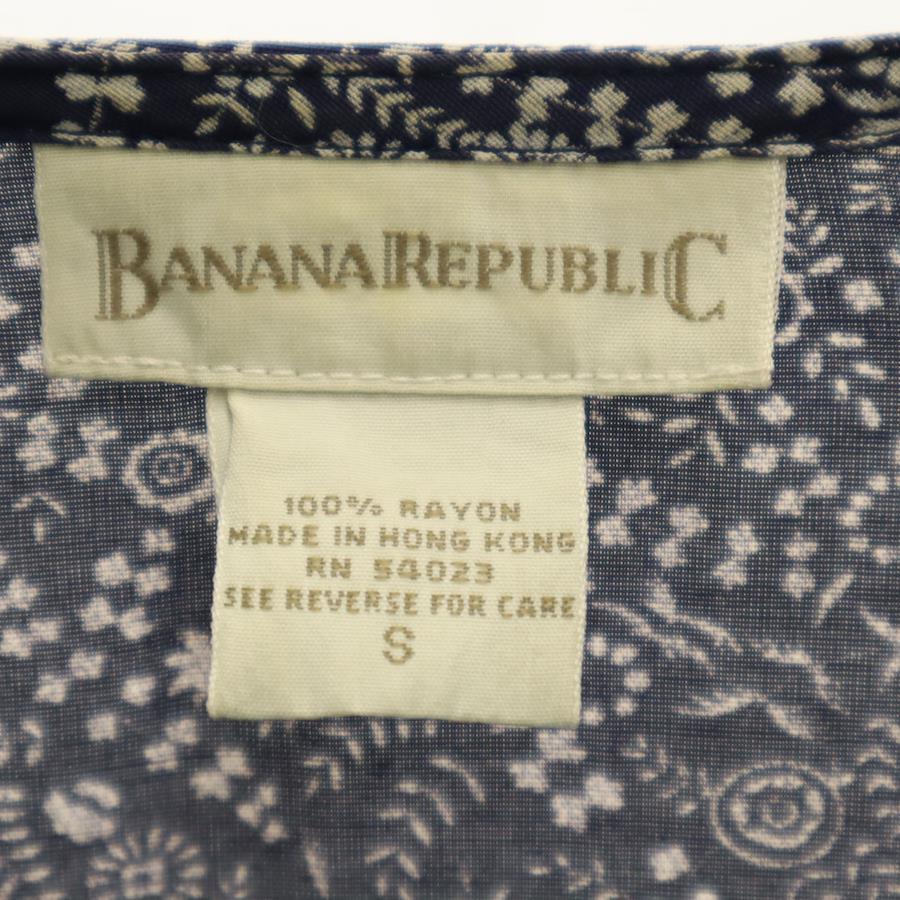 BANANA REPUBLIC
100% RAYON
MADE IN HONG KONG
RN 54023
SEE REVERSE FOR CARE
S